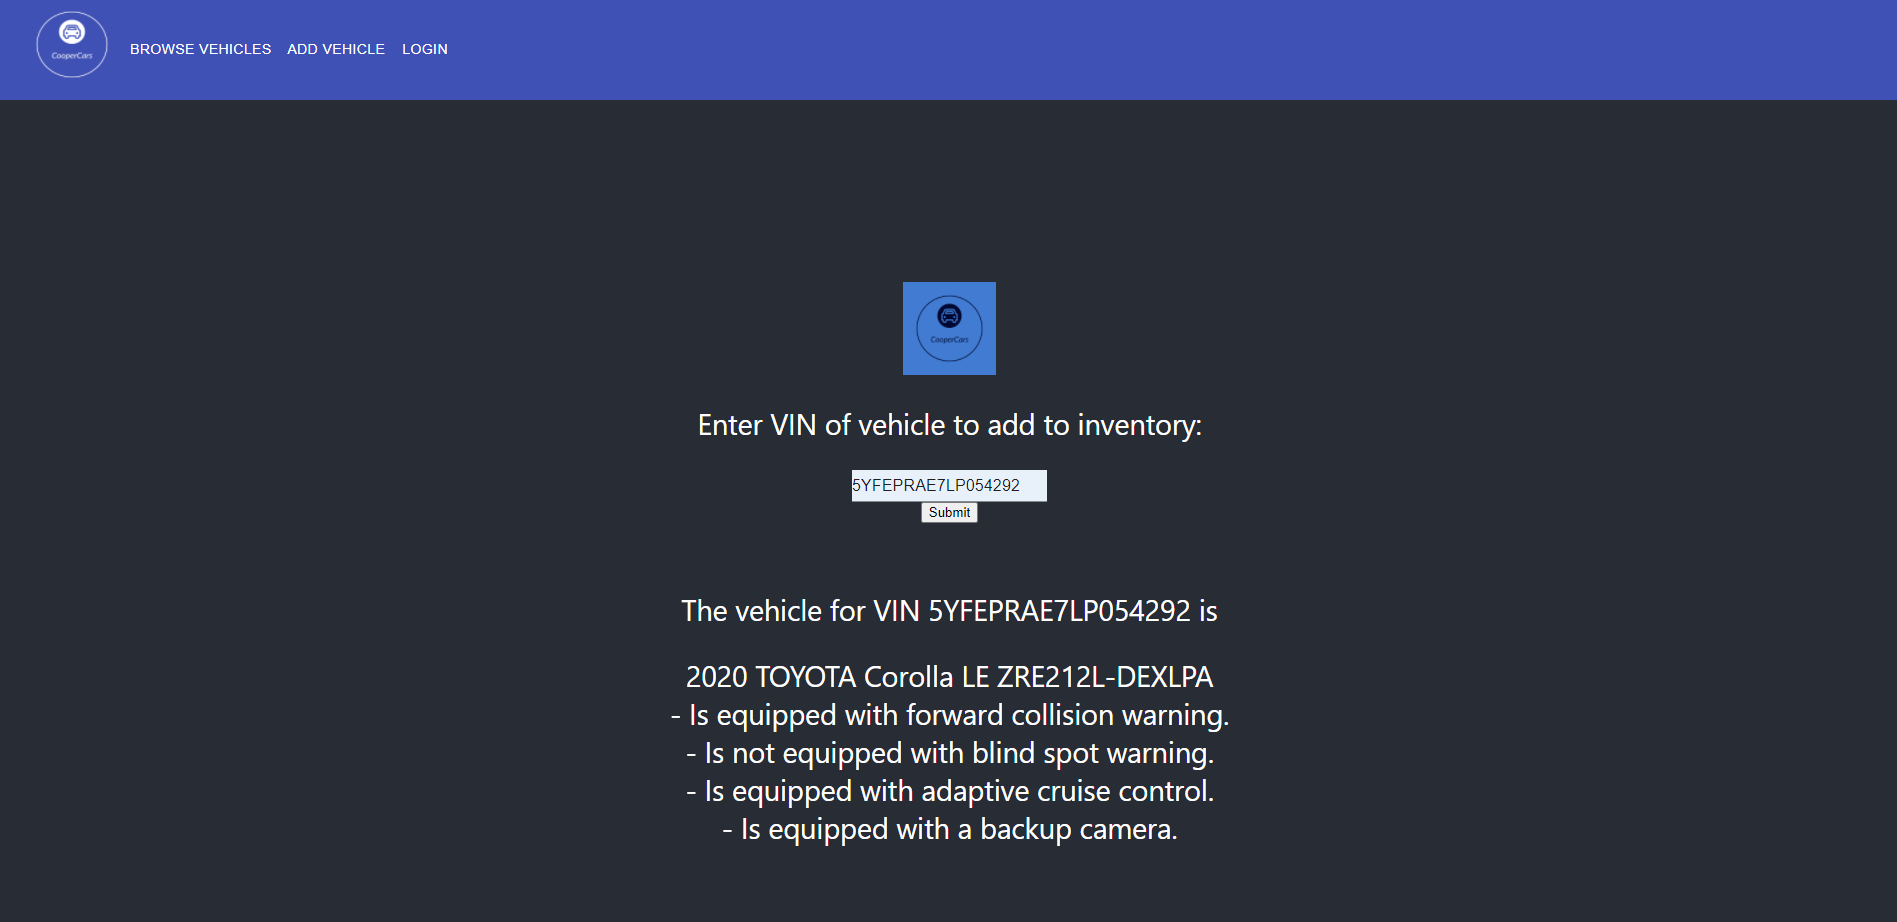 CooperCars
BROWSE VEHICLES ADD VEHICLE LOGIN
CooperCars
Enter VIN of vehicle to add to inventory:
5YFEPRAE7LP054292
Submit
The vehicle for VIN 5YFEPRAE7LP054292 is
2020 TOYOTA Corolla LE ZRE212L-DEXLPA
- Is equipped with forward collision warning.
- Is not equipped with blind spot warning.
- Is equipped with adaptive cruise control.
- Is equipped with a backup camera.